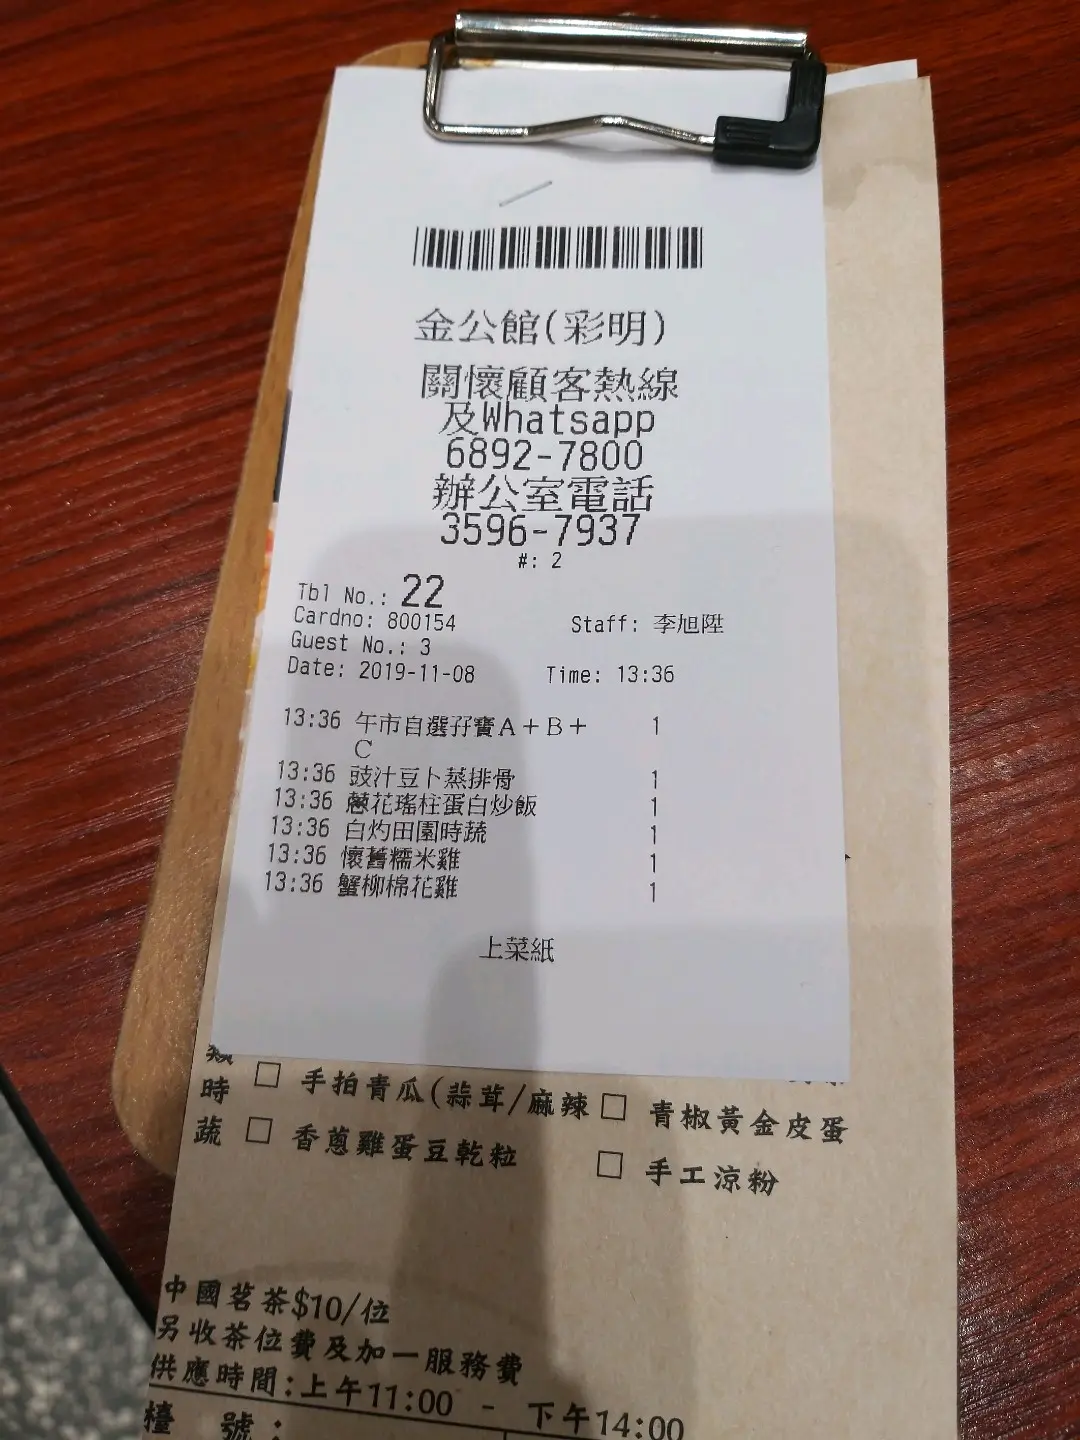 金公館(彩明)
關懷顧客熱線
及Whatsapp
6892-7800
辦公室電話
3596-7937
#: 2
Tbl No.: 22
Cardno: 800154 Staff: 李旭陞
Guest No.: 3
Date: 2019-11-08 Time: 13:36
13:36 午市自選孖寶A+B+ 1
C
13:36 豉汁豆卜蒸排骨 1
13:36 蔥花瑤柱蛋白炒飯 1
13:36 白灼田園時蔬 1
13:36 懷舊糯米雞 1
13:36 蟹柳棉花雞 1
上菜紙
時
蔬
□ 手拍青瓜(蒜茸/麻辣 □ 青椒黃金皮蛋
□ 香蔥雞蛋豆乾粒 □ 手工涼粉
中國茗茶$10/位
另收茶位費及加一服務費
供應時間:上午11:00 - 下午14:00
檯 號: